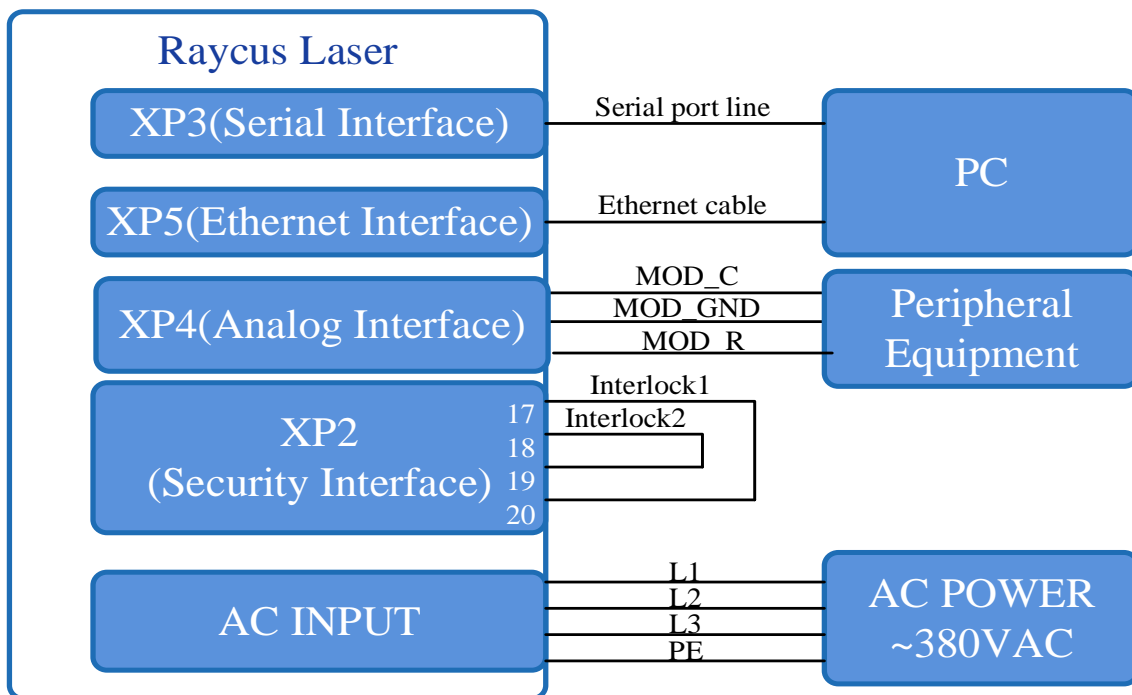 Raycus Laser
XP3(Serial Interface)
Serial port line
PC
XP5(Ethernet Interface)
Ethernet cable
XP4(Analog Interface)
MOD_C
MOD_GND
MOD_R
Peripheral
Equipment
XP2
(Security Interface)
17
18
19
20
Interlock1
Interlock2
AC INPUT
L1
L2
L3
PE
AC POWER
~380VAC